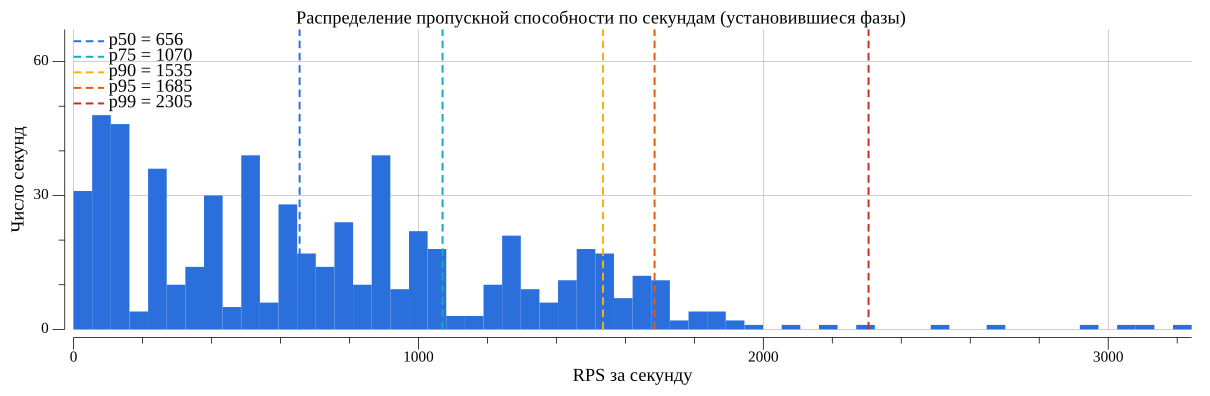 Распределение пропускной способности по секундам (установившиеся фазы)
p50 = 656
p75 = 1070
p90 = 1535
p95 = 1685
p99 = 2305
Число секунд
60
30
0
0
1000
2000
3000
RPS за секунду